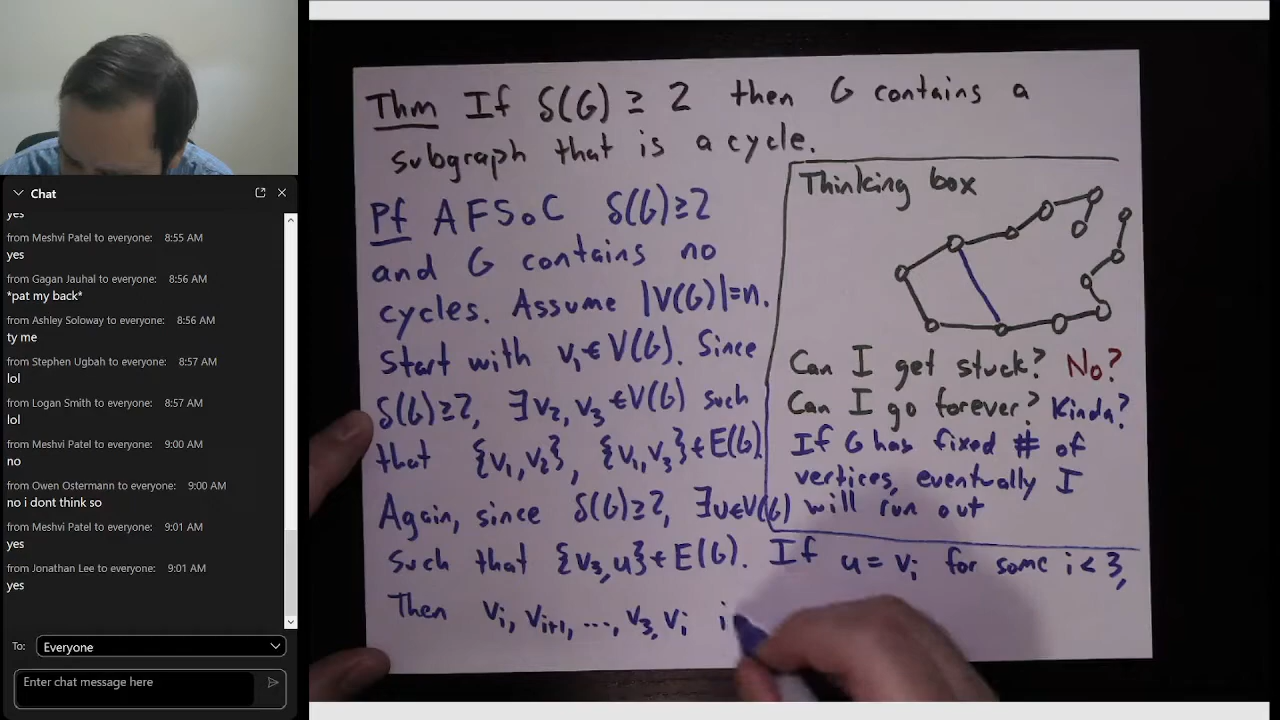 Chat
yes
from Meshvi Patel to everyone: 8:55 AM
yes
from Gagan Jauhal to everyone: 8:56 AM
*pat my back*
from Ashley Soloway to everyone: 8:56 AM
ty me
from Stephen Ugbah to everyone: 8:57 AM
lol
from Logan Smith to everyone: 8:57 AM
lol
from Meshvi Patel to everyone: 9:00 AM
no
from Owen Ostermann to everyone: 9:00 AM
no i dont think so
from Meshvi Patel to everyone: 9:01 AM
yes
from Jonathan Lee to everyone: 9:01 AM
yes
To: Everyone
Enter chat message here
Thm If δ(G) ≥ 2 then G contains a
subgraph that is a cycle.
Pf AFSoC δ(G)≥2
and G contains no
cycles. Assume |V(G)|=n.
Start with v₁∈V(G). Since
δ(G)≥2, ∃v₂,v₃∈V(G) such
that {v₁,v₂}, {v₁,v₃}∈E(G).
Again, since δ(G)≥2, ∃u∈V(G)
such that {v₃,u}∈E(G). If u=vᵢ for some i<3,
Then vᵢ, vᵢ₊₁, ..., v₃, vᵢ i
Thinking box
Can I get stuck? No?
Can I go forever? Kinda?
If G has fixed # of
vertices, eventually I
will run out